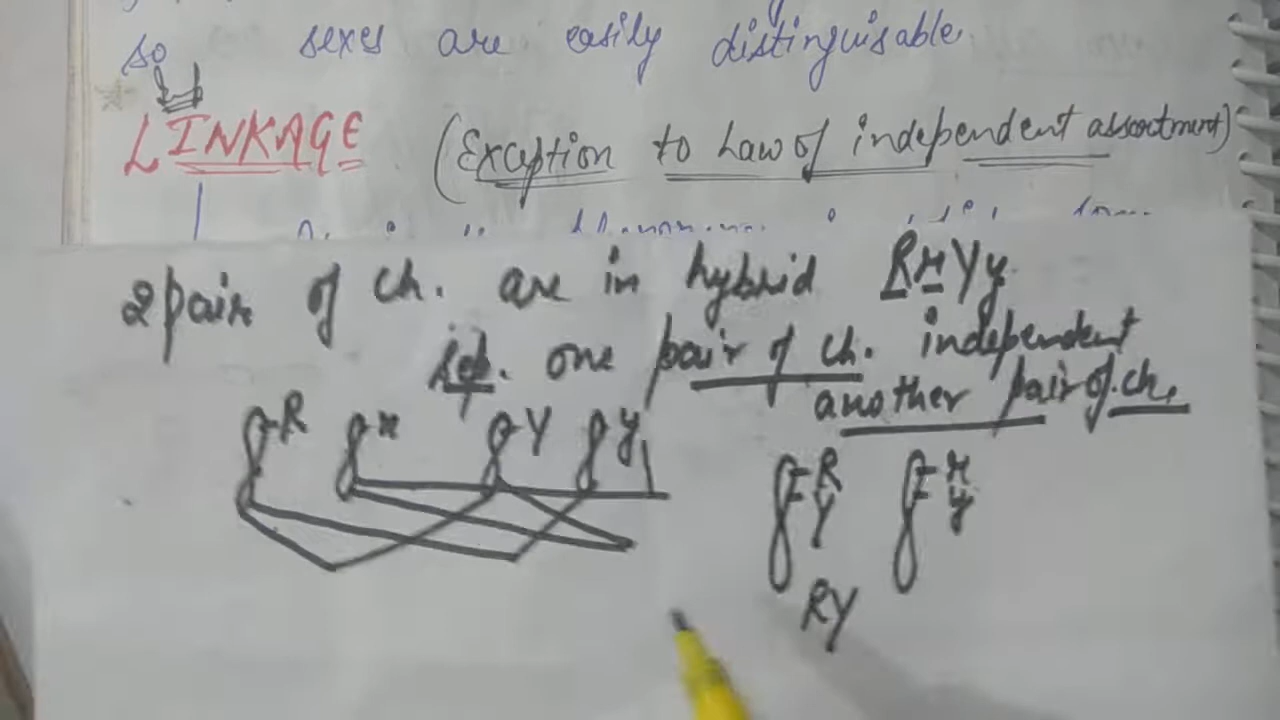 so sexes are easily distinguisable
LINKAGE (Exception to Law of independent assortment)
2 pair of ch. are in hybrid RrYy
sep. one pair of ch. independent
another pair of ch.
R r Y y
R r
Y y
RY